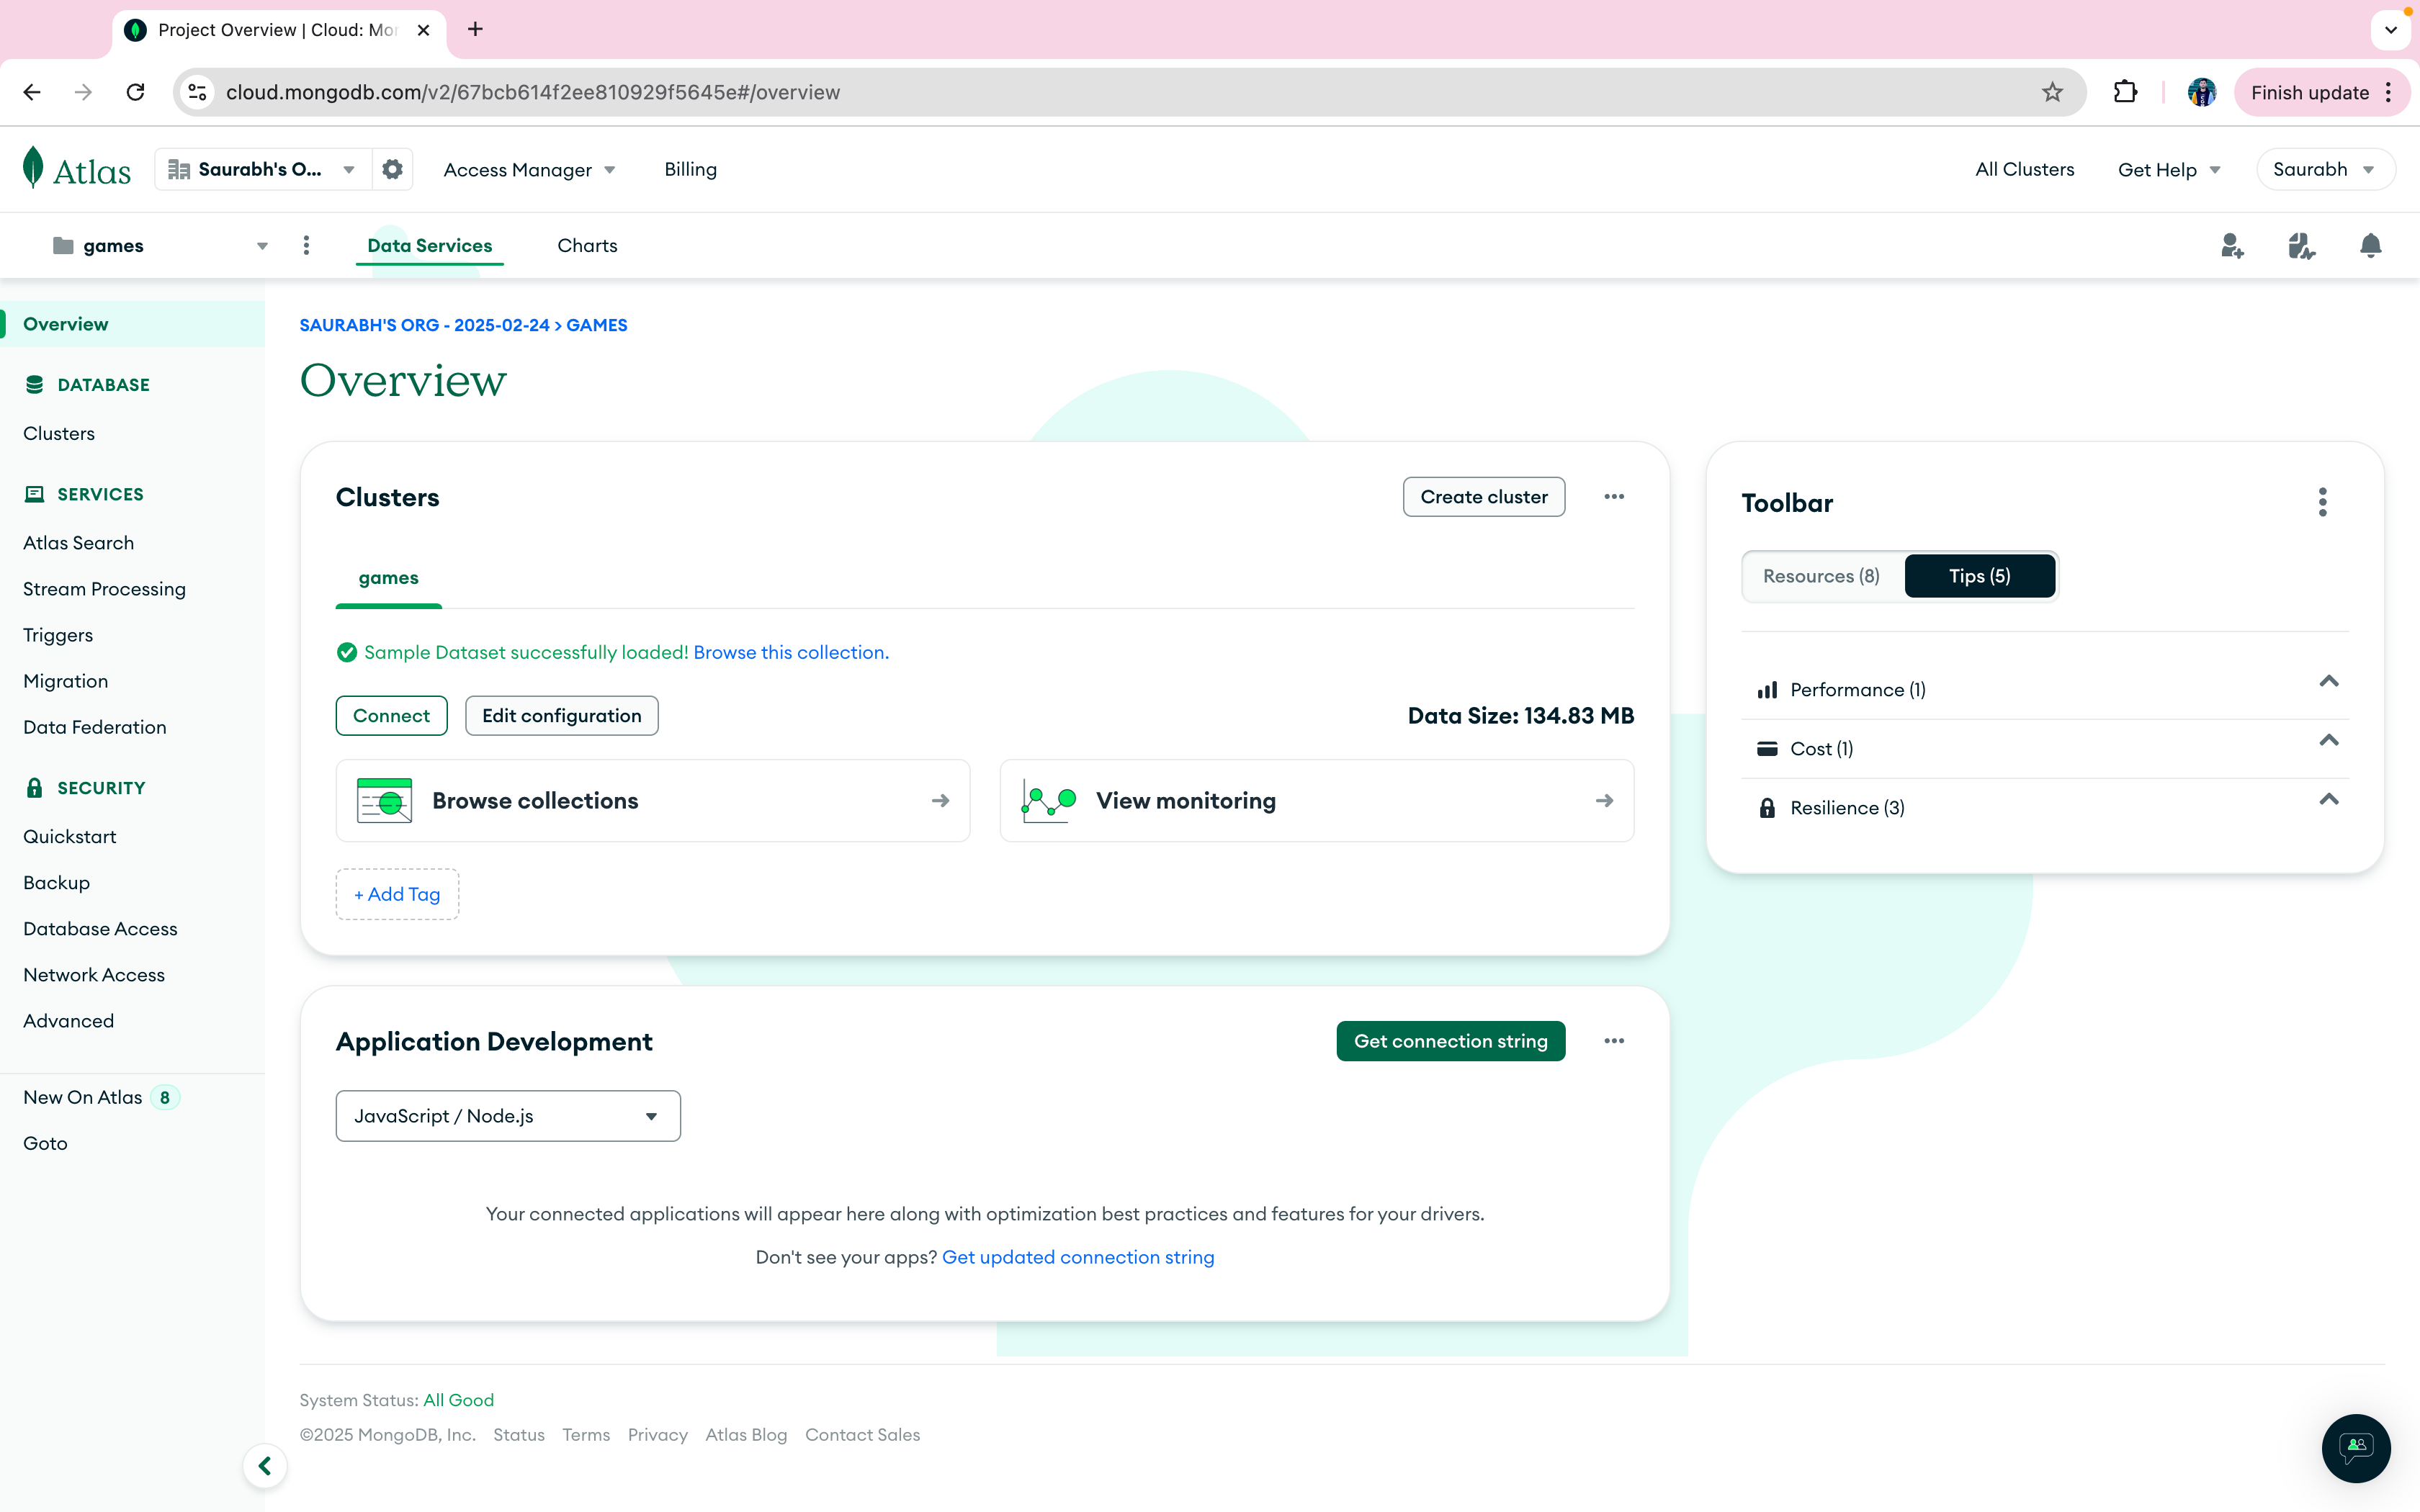 Project Overview | Cloud: Mon
cloud.mongodb.com/v2/67bcb614f2ee810929f5645e#/overview
Finish update
Atlas
Saurabh's O...
Access Manager
Billing
All Clusters
Get Help
Saurabh
games
Data Services
Charts
Overview
DATABASE
Clusters
SERVICES
Atlas Search
Stream Processing
Triggers
Migration
Data Federation
SECURITY
Quickstart
Backup
Database Access
Network Access
Advanced
New On Atlas 8
Goto
SAURABH'S ORG - 2025-02-24 > GAMES
Overview
Clusters
Create cluster
games
Sample Dataset successfully loaded! Browse this collection.
Connect
Edit configuration
Data Size: 134.83 MB
Browse collections
View monitoring
+ Add Tag
Application Development
Get connection string
JavaScript / Node.js
Your connected applications will appear here along with optimization best practices and features for your drivers.
Don't see your apps? Get updated connection string
Toolbar
Resources (8)
Tips (5)
Performance (1)
Cost (1)
Resilience (3)
System Status: All Good
©2025 MongoDB, Inc. Status Terms Privacy Atlas Blog Contact Sales